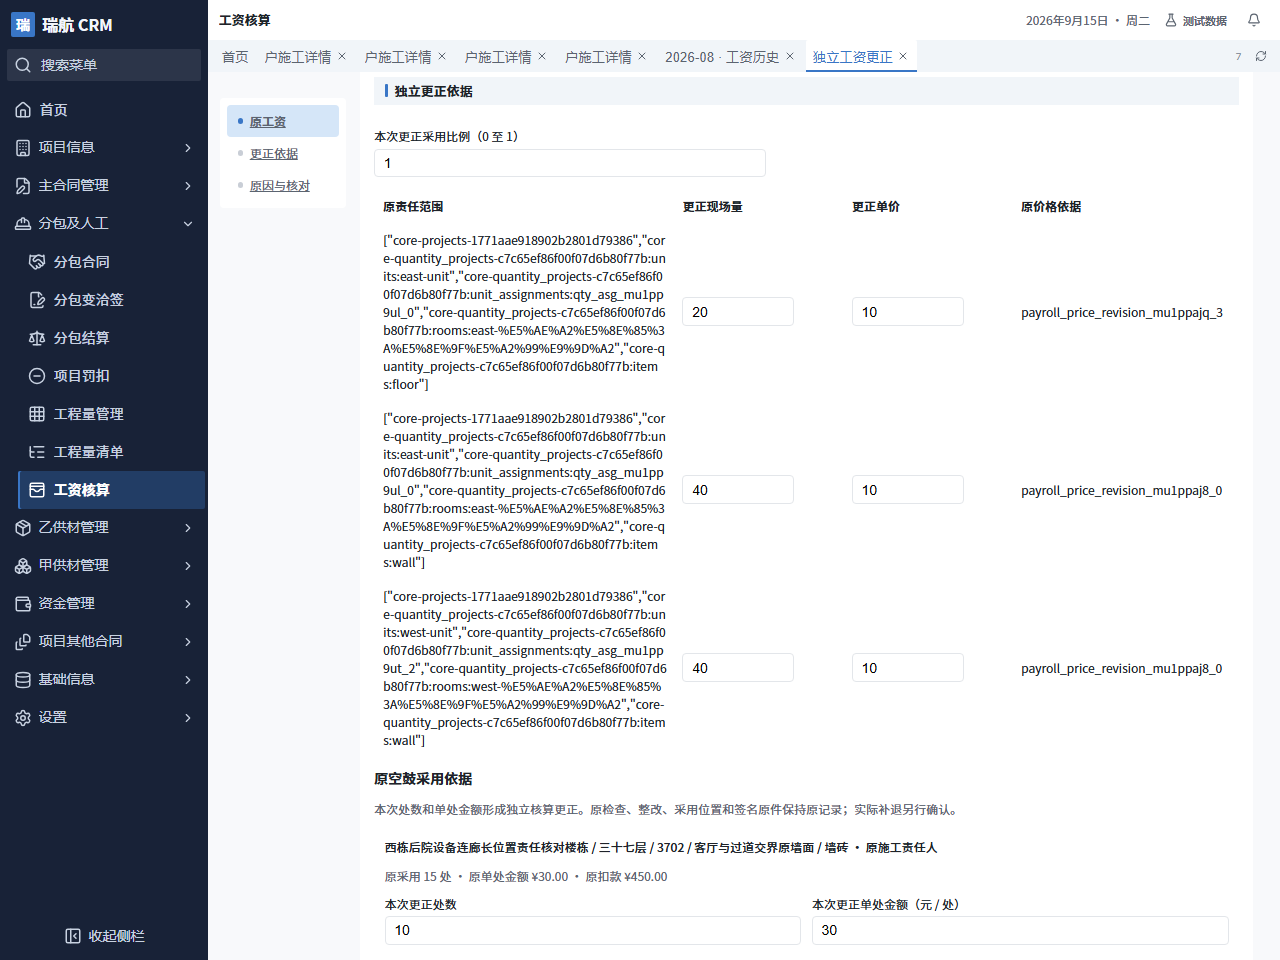 瑞 瑞航 CRM
搜索菜单
首页
项目信息
主合同管理
分包及人工
分包合同
分包变洽签
分包结算
项目罚扣
工程量管理
工程量清单
工资核算
乙供材管理
甲供材管理
资金管理
项目其他合同
基础信息
设置
收起侧栏
工资核算
2026年9月15日 · 周二 测试数据
首页 户施工详情 户施工详情 户施工详情 户施工详情 2026-08 · 工资历史 独立工资更正 7
原工资
更正依据
原因与核对
独立更正依据
本次更正采用比例（0 至 1）
1
原责任范围 更正现场量 更正单价 原价格依据
["core-projects-1771aae918902b2801d79386","cor
e-quantity_projects-c7c65ef86f00f07d6b80f77b:un
its:east-unit","core-quantity_projects-c7c65ef86f0
0f07d6b80f77b:unit_assignments:qty_asg_mu1pp
9ul_0","core-quantity_projects-c7c65ef86f00f07d6
b80f77b:rooms:east-%E5%AE%A2%E5%8E%85%3
A%E5%8E%9F%E5%A2%99%E9%9D%A2","core-q
uantity_projects-c7c65ef86f00f07d6b80f77b:item
s:floor"]
20 10 payroll_price_revision_mu1ppajq_3
["core-projects-1771aae918902b2801d79386","cor
e-quantity_projects-c7c65ef86f00f07d6b80f77b:un
its:east-unit","core-quantity_projects-c7c65ef86f0
0f07d6b80f77b:unit_assignments:qty_asg_mu1pp
9ul_0","core-quantity_projects-c7c65ef86f00f07d6
b80f77b:rooms:east-%E5%AE%A2%E5%8E%85%3
A%E5%8E%9F%E5%A2%99%E9%9D%A2","core-q
uantity_projects-c7c65ef86f00f07d6b80f77b:item
s:wall"]
40 10 payroll_price_revision_mu1ppaj8_0
["core-projects-1771aae918902b2801d79386","cor
e-quantity_projects-c7c65ef86f00f07d6b80f77b:un
its:west-unit","core-quantity_projects-c7c65ef86f0
0f07d6b80f77b:unit_assignments:qty_asg_mu1pp
9ut_2","core-quantity_projects-c7c65ef86f00f07d6
b80f77b:rooms:west-%E5%AE%A2%E5%8E%85%
3A%E5%8E%9F%E5%A2%99%E9%9D%A2","core-
quantity_projects-c7c65ef86f00f07d6b80f77b:item
s:wall"]
40 10 payroll_price_revision_mu1ppaj8_0
原空鼓采用依据
本次处数和单处金额形成独立核算更正。原检查、整改、采用位置和签名原件保持原记录；实际补退另行确认。
西栋后院设备连廊长位置责任核对楼栋 / 三十七层 / 3702 / 客厅与过道交界原墙面 / 墙砖 · 原施工责任人
原采用 15 处 · 原单处金额 ¥30.00 · 原扣款 ¥450.00
本次更正处数 本次更正单处金额（元 / 处）
10 30